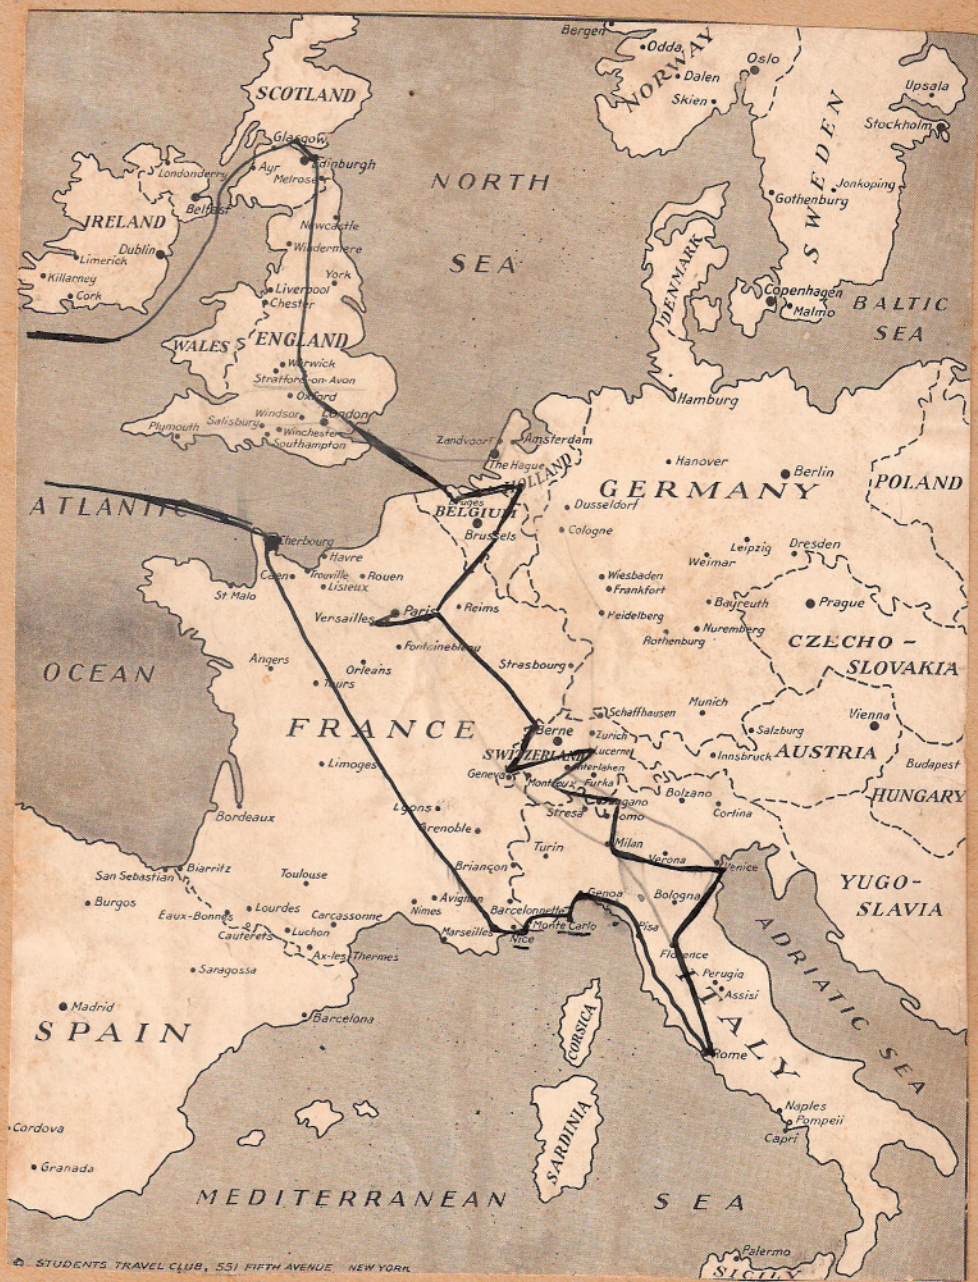 Bergen
Odda
NORWAY
Oslo
Dalen
Skien
SCOTLAND
Upsala
Stockholm
SWEDEN
Glasgow
Edinburgh
Ayr
Melrose
Londonderry
Belfast
NORTH
SEA
Jonkoping
Gothenburg
IRELAND
Newcastle
Windermere
Dublin
Limerick
Killarney
Cork
York
Liverpool
Chester
DENMARK
Copenhagen
Malmo
BALTIC
SEA
WALES
ENGLAND
Warwick
Stratford-on-Avon
Oxford
Windsor
London
Salisbury
Plymouth
Winchester
Southampton
Hamburg
Zandvoort
Amsterdam
The Hague
HOLLAND
Hanover
Berlin
POLAND
GERMANY
Bruges
BELGIUM
Brussels
Dusseldorf
Cologne
ATLANTIC
Cherbourg
Havre
Caen
Trouville
Rouen
Lisieux
St Malo
Leipzig
Dresden
Weimar
Wiesbaden
Frankfort
Bayreuth
Prague
Versailles
Paris
Reims
Heidelberg
Nuremberg
Rothenburg
CZECHO-
SLOVAKIA
Fontainebleau
OCEAN
Angers
Orleans
Tours
Strasbourg
Munich
Schaffhausen
Vienna
FRANCE
Berne
Zurich
Salzburg
SWITZERLAND
Lucerne
Innsbruck
AUSTRIA
Budapest
Limoges
Geneva
Interlaken
Montreux
Furka
Bolzano
HUNGARY
Lyons
Stresa
Lugano
Como
Cortina
Bordeaux
Grenoble
Turin
Milan
Verona
Venice
San Sebastian
Biarritz
Toulouse
Briançon
YUGO-
SLAVIA
Burgos
Avignon
Genoa
Bologna
Eaux-Bonnes
Lourdes
Carcassonne
Nimes
Barcelonnette
Cauterets
Luchon
Marseilles
Nice
Monte Carlo
Pisa
Florence
Ax-les-Thermes
ADRIATIC SEA
Saragossa
Perugia
Assisi
Madrid
SPAIN
Barcelona
CORSICA
ITALY
Rome
Naples
Pompeii
Capri
Cordova
Granada
SARDINIA
MEDITERRANEAN SEA
Palermo
SICILY
© STUDENTS TRAVEL CLUB, 551 FIFTH AVENUE NEW YORK